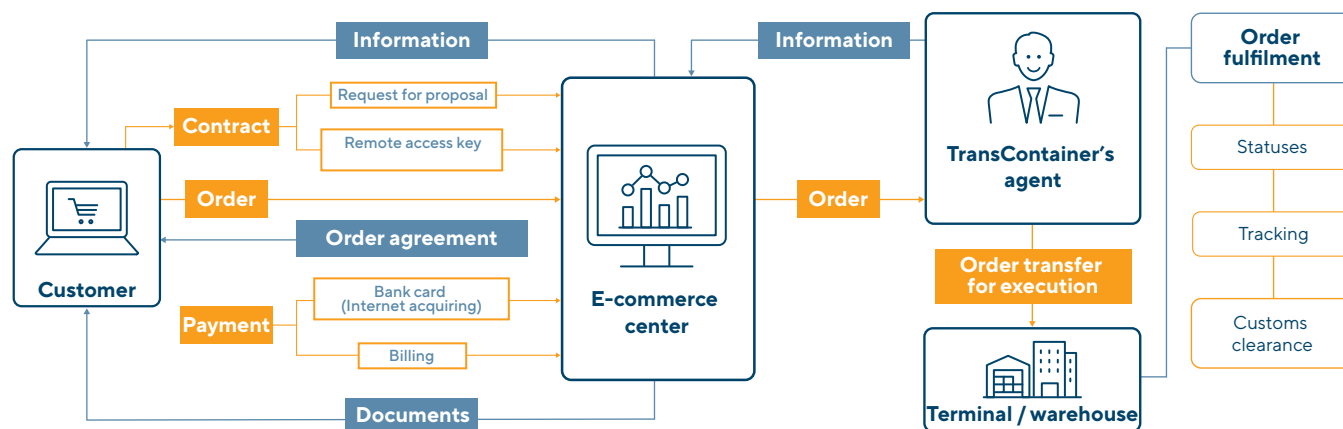 Information
Information
Order
fulfilment
Request for proposal
Contract
Remote access key
TransContainer's
agent
Statuses
Order
Order
Order agreement
Tracking
Customer
Bank card
(Internet acquiring)
E-commerce
center
Order transfer
for execution
Payment
Billing
Customs
clearance
Documents
Terminal / warehouse